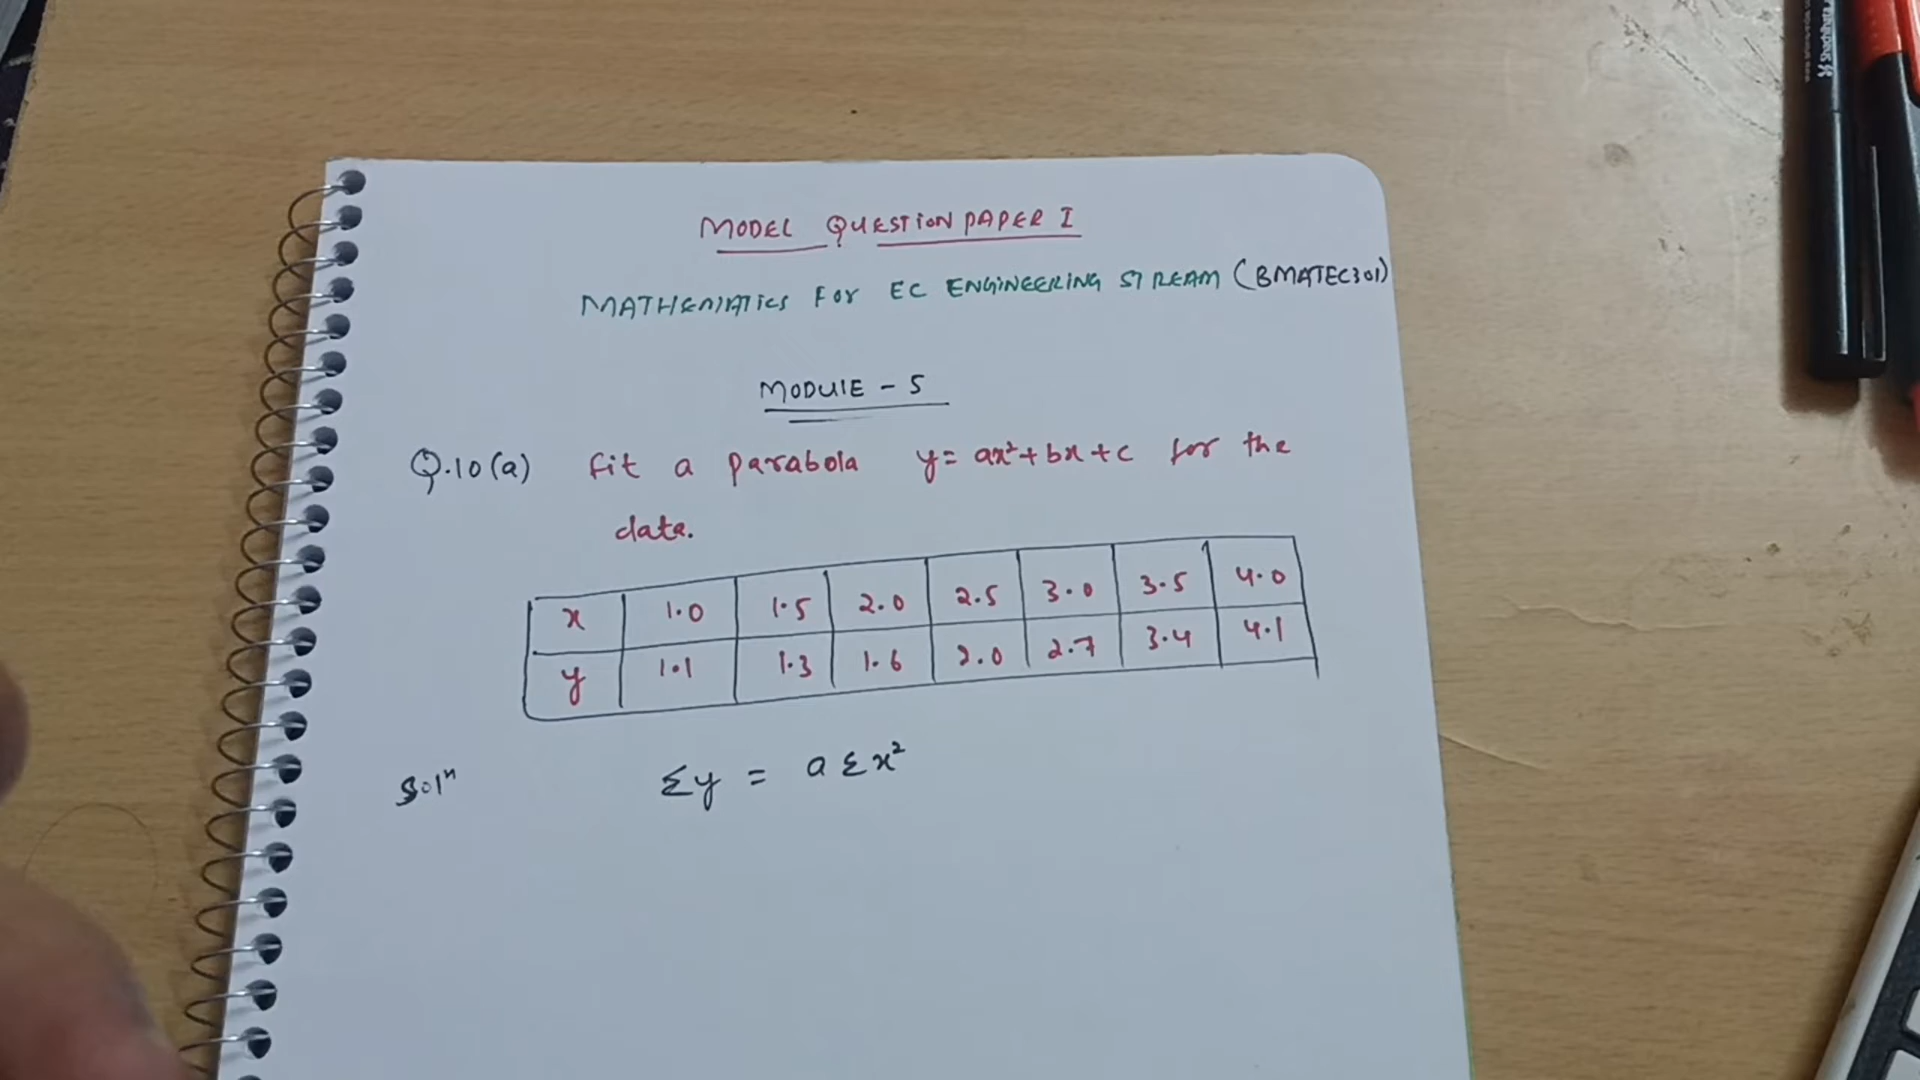 MODEL QUESTION PAPER I
MATHEMATICS FOR EC ENGINEERING STREAM (BMATEC301)
MODULE - 5
Q.10(a) Fit a parabola y = ax²+bx+c for the
data.
x 1.0 1.5 2.0 2.5 3.0 3.5 4.0
y 1.1 1.3 1.6 2.0 2.7 3.4 4.1
Solⁿ Σy = aΣx²